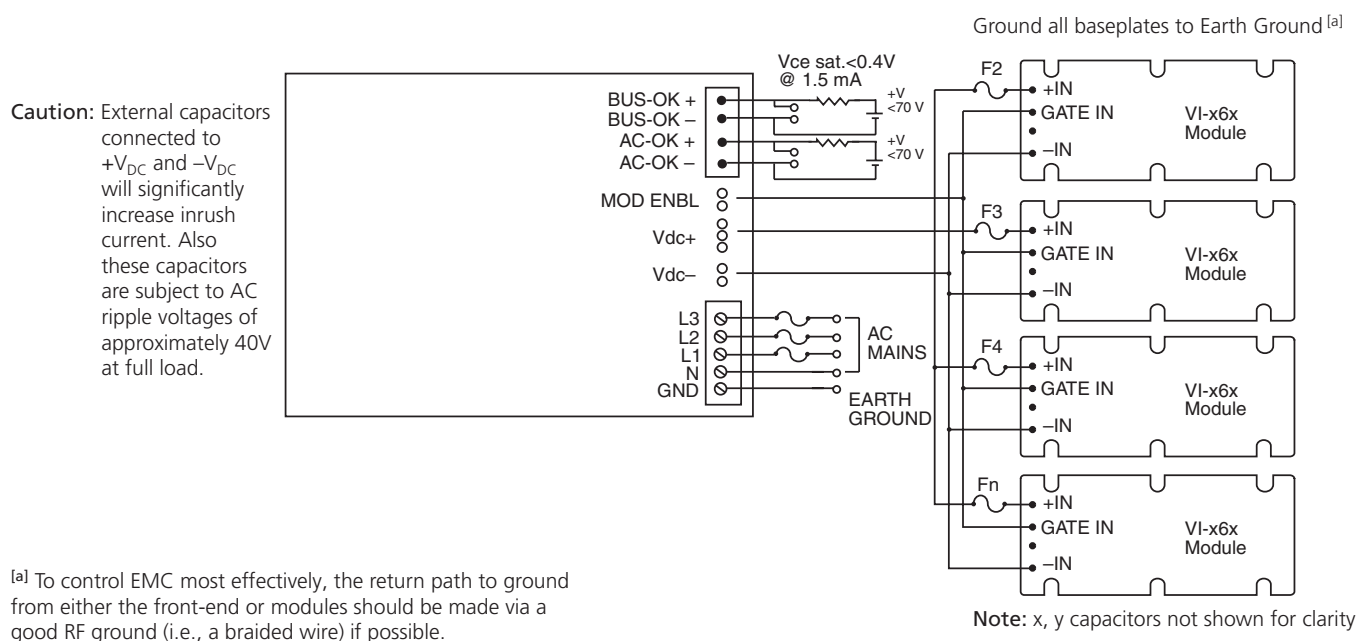 Ground all baseplates to Earth Ground [a]
Caution: External capacitors
connected to
+VDC and –VDC
will significantly
increase inrush
current. Also
these capacitors
are subject to AC
ripple voltages of
approximately 40V
at full load.
Vce sat.<0.4V
@ 1.5 mA
BUS-OK +
BUS-OK –
AC-OK +
AC-OK –
MOD ENBL
Vdc+
Vdc–
L3
L2
L1
N
GND
+V
<70 V
+V
<70 V
AC
MAINS
EARTH
GROUND
F2
+IN
GATE IN
–IN
VI-x6x
Module
F3
+IN
GATE IN
–IN
VI-x6x
Module
F4
+IN
GATE IN
–IN
VI-x6x
Module
Fn
+IN
GATE IN
–IN
VI-x6x
Module
[a] To control EMC most effectively, the return path to ground
from either the front-end or modules should be made via a
good RF ground (i.e., a braided wire) if possible.
Note: x, y capacitors not shown for clarity